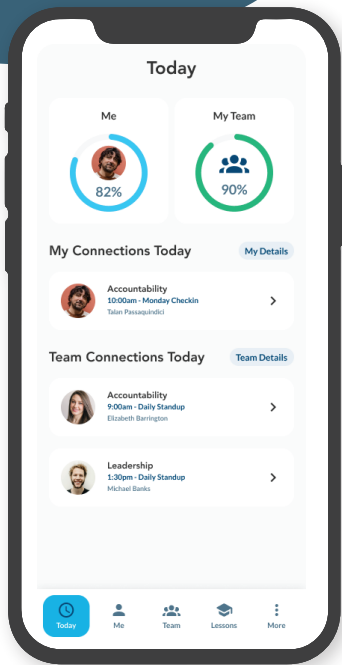 Today
Me
My Team
82%
90%
My Connections Today
My Details
Accountability
10:00am - Monday Checkin
Talan Passaquindici
Team Connections Today
Team Details
Accountability
9:00am - Daily Standup
Elizabeth Barrington
Leadership
1:30pm - Daily Standup
Michael Banks
Today
Me
Team
Lessons
More